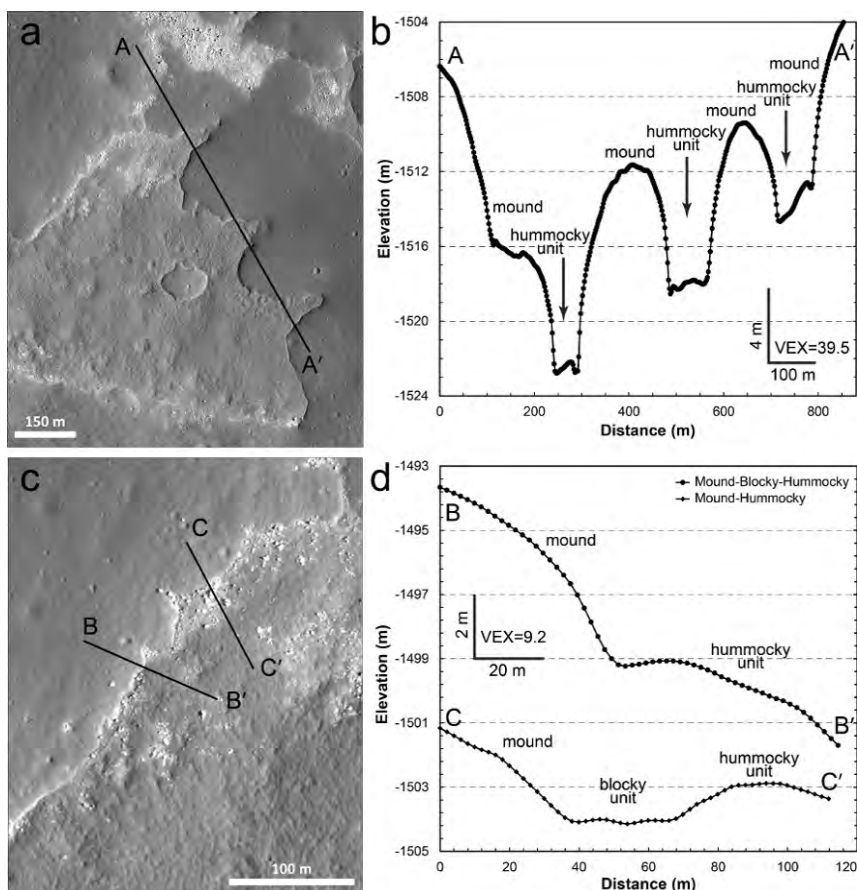 a
A
A′
150 m
b
Elevation (m)
-1504
-1508
-1512
-1516
-1520
-1524
A
A′
mound
hummocky
unit
mound
hummocky
unit
mound
mound
hummocky
unit
4 m
100 m
VEX=39.5
0
200
400
600
800
Distance (m)
c
C
B
C′
B′
100 m
d
Elevation (m)
-1493
-1495
-1497
-1499
-1501
-1503
-1505
Mound-Blocky-Hummocky
Mound-Hummocky
B
mound
2 m
VEX=9.2
20 m
hummocky
unit
B′
C
mound
blocky
unit
hummocky
unit
C′
0
20
40
60
80
100
120
Distance (m)